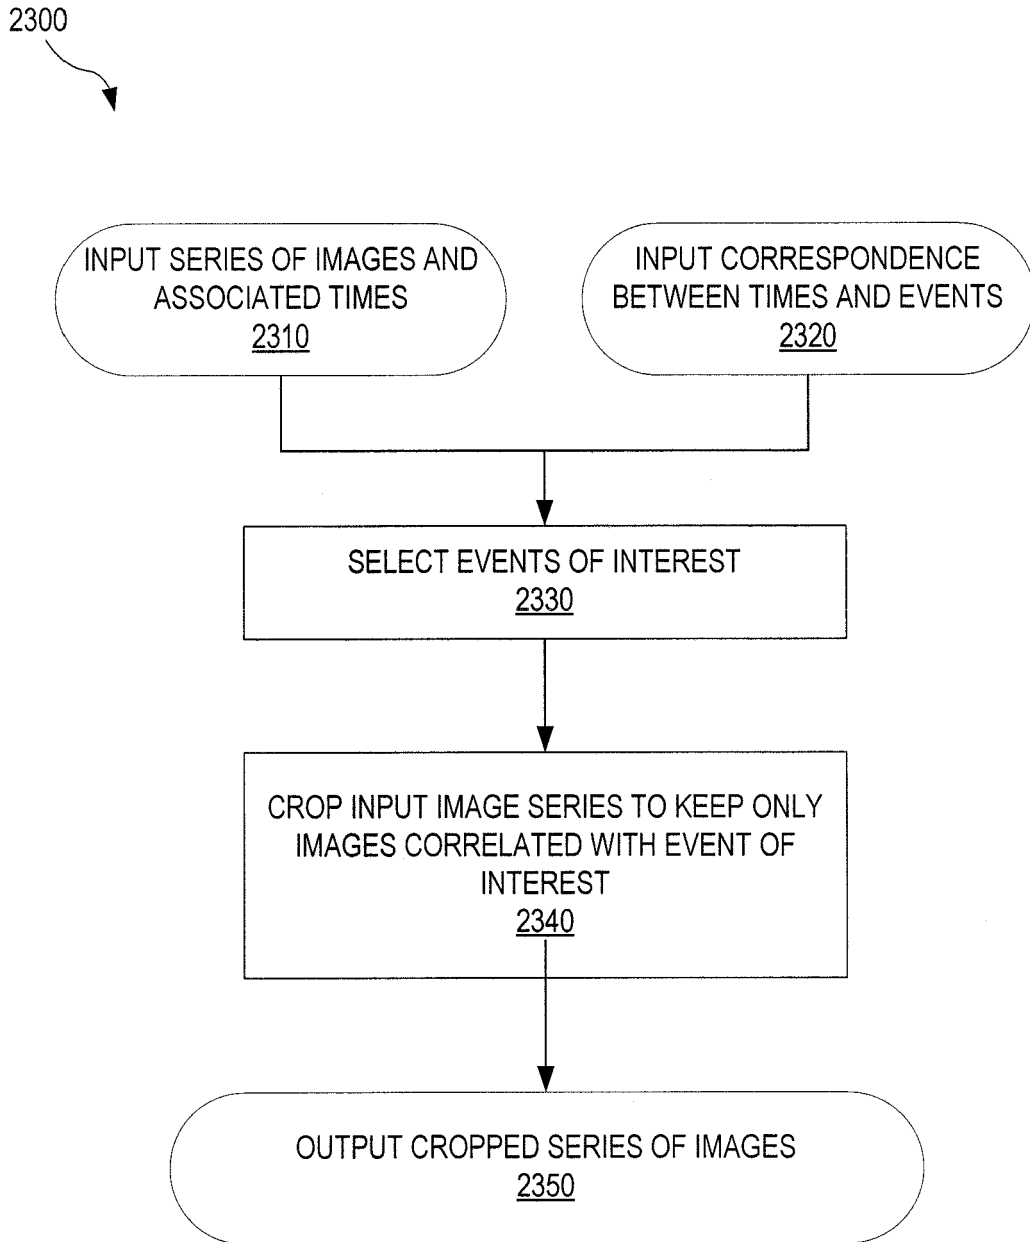 2300
INPUT SERIES OF IMAGES AND
ASSOCIATED TIMES
2310
INPUT CORRESPONDENCE
BETWEEN TIMES AND EVENTS
2320
SELECT EVENTS OF INTEREST
2330
CROP INPUT IMAGE SERIES TO KEEP ONLY
IMAGES CORRELATED WITH EVENT OF
INTEREST
2340
OUTPUT CROPPED SERIES OF IMAGES
2350